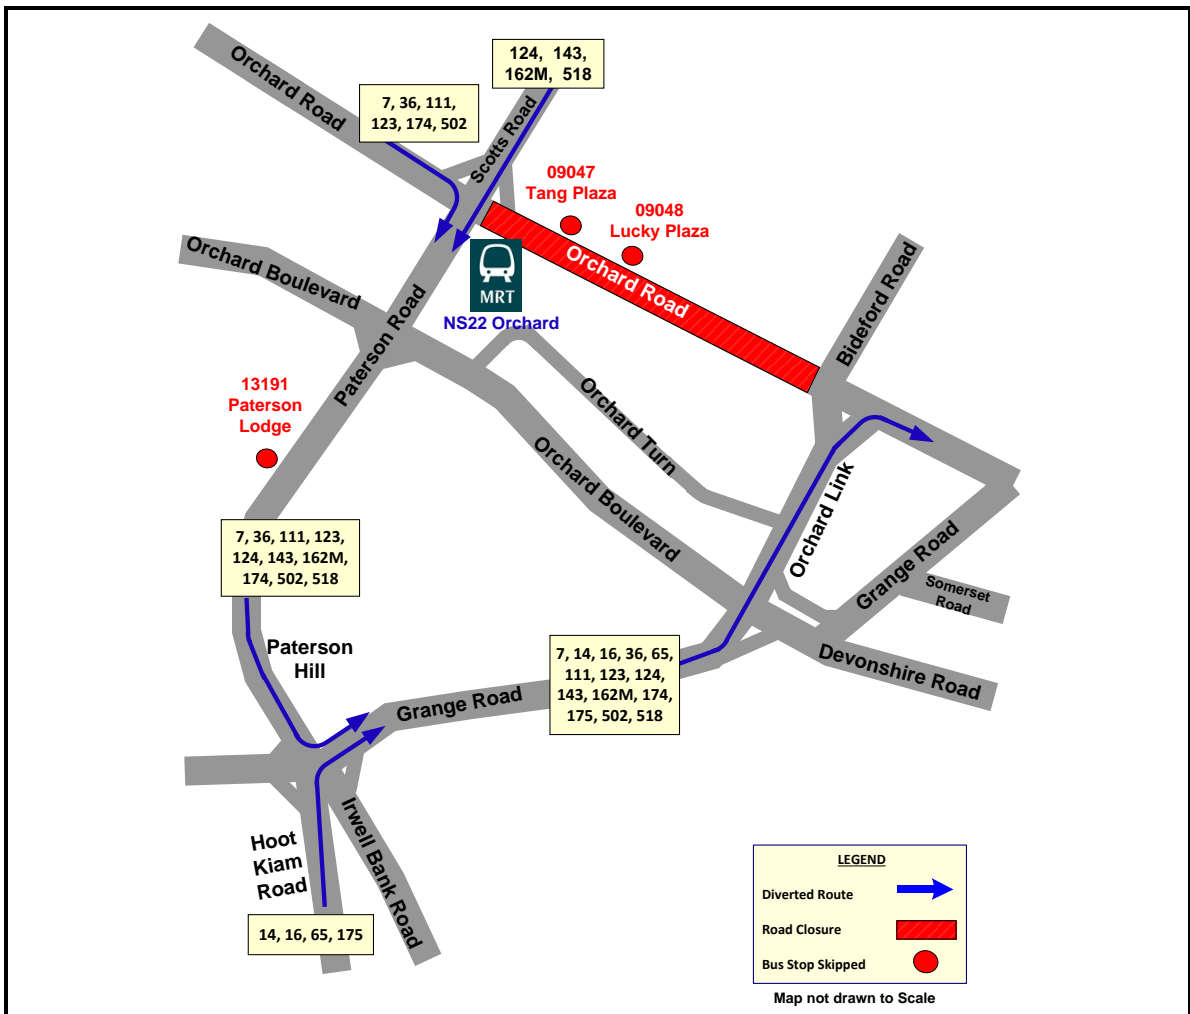 124, 143,
162M, 518
Orchard Road
7, 36, 111,
123, 174, 502
Scotts Road
09047
Tang Plaza
09048
Lucky Plaza
Orchard Road
MRT
NS22 Orchard
Orchard Boulevard
Paterson Road
Bideford Road
13191
Paterson
Lodge
Orchard Turn
Orchard Boulevard
Orchard Link
Grange Road
Somerset
Road
7, 36, 111, 123,
124, 143, 162M,
174, 502, 518
Paterson
Hill
7, 14, 16, 36, 65,
111, 123, 124,
143, 162M, 174,
175, 502, 518
Devonshire Road
Grange Road
Hoot
Kiam
Road
Irwell Bank Road
14, 16, 65, 175
LEGEND
Diverted Route
Road Closure
Bus Stop Skipped
Map not drawn to Scale